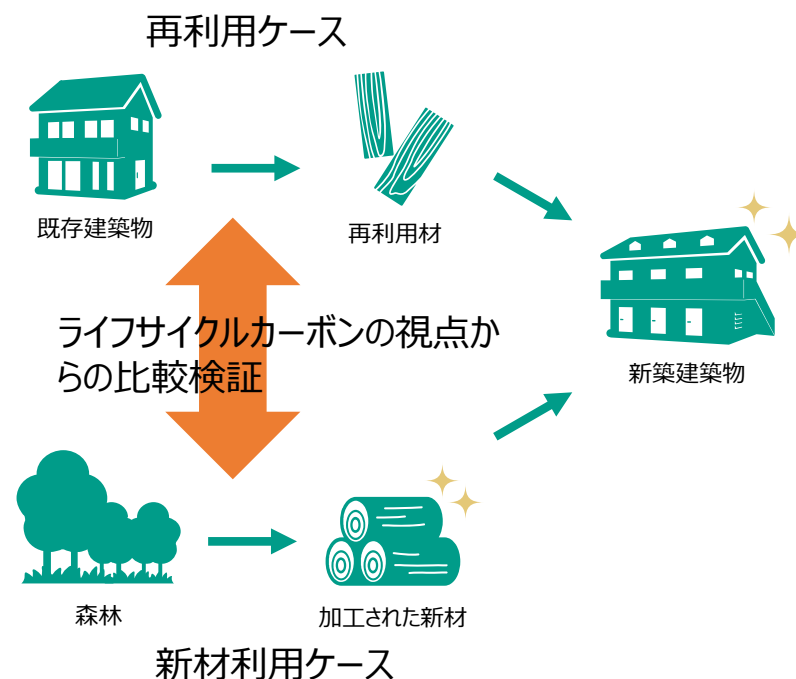 再利用ケース
既存建築物
再利用材
ライフサイクルカーボンの視点か
らの比較検証
新築建築物
森林
加工された新材
新材利用ケース